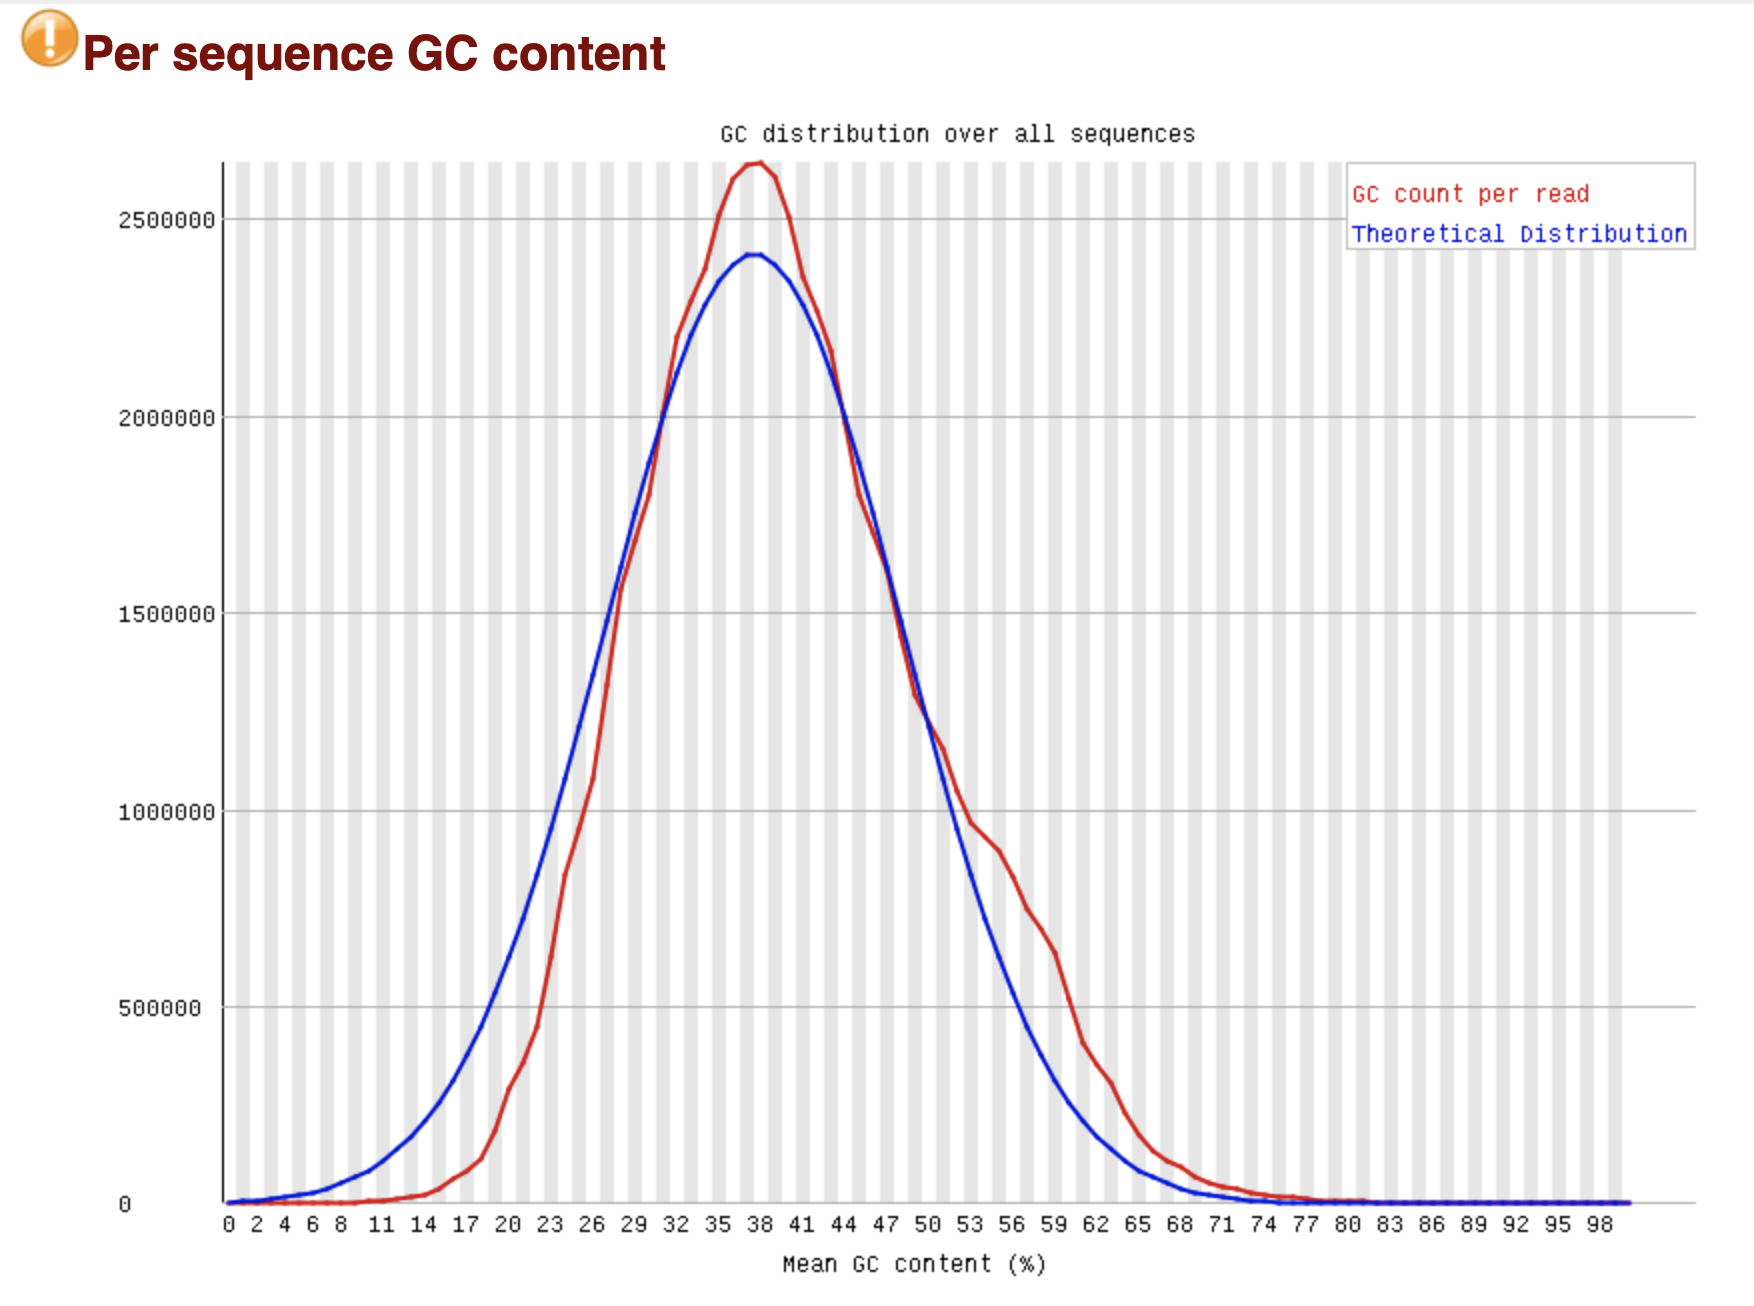 Per sequence GC content
GC distribution over all sequences
GC count per read
Theoretical Distribution
2500000
2000000
1500000
1000000
500000
0
0 2 4 6 8 11 14 17 20 23 26 29 32 35 38 41 44 47 50 53 56 59 62 65 68 71 74 77 80 83 86 89 92 95 98
Mean GC content (%)